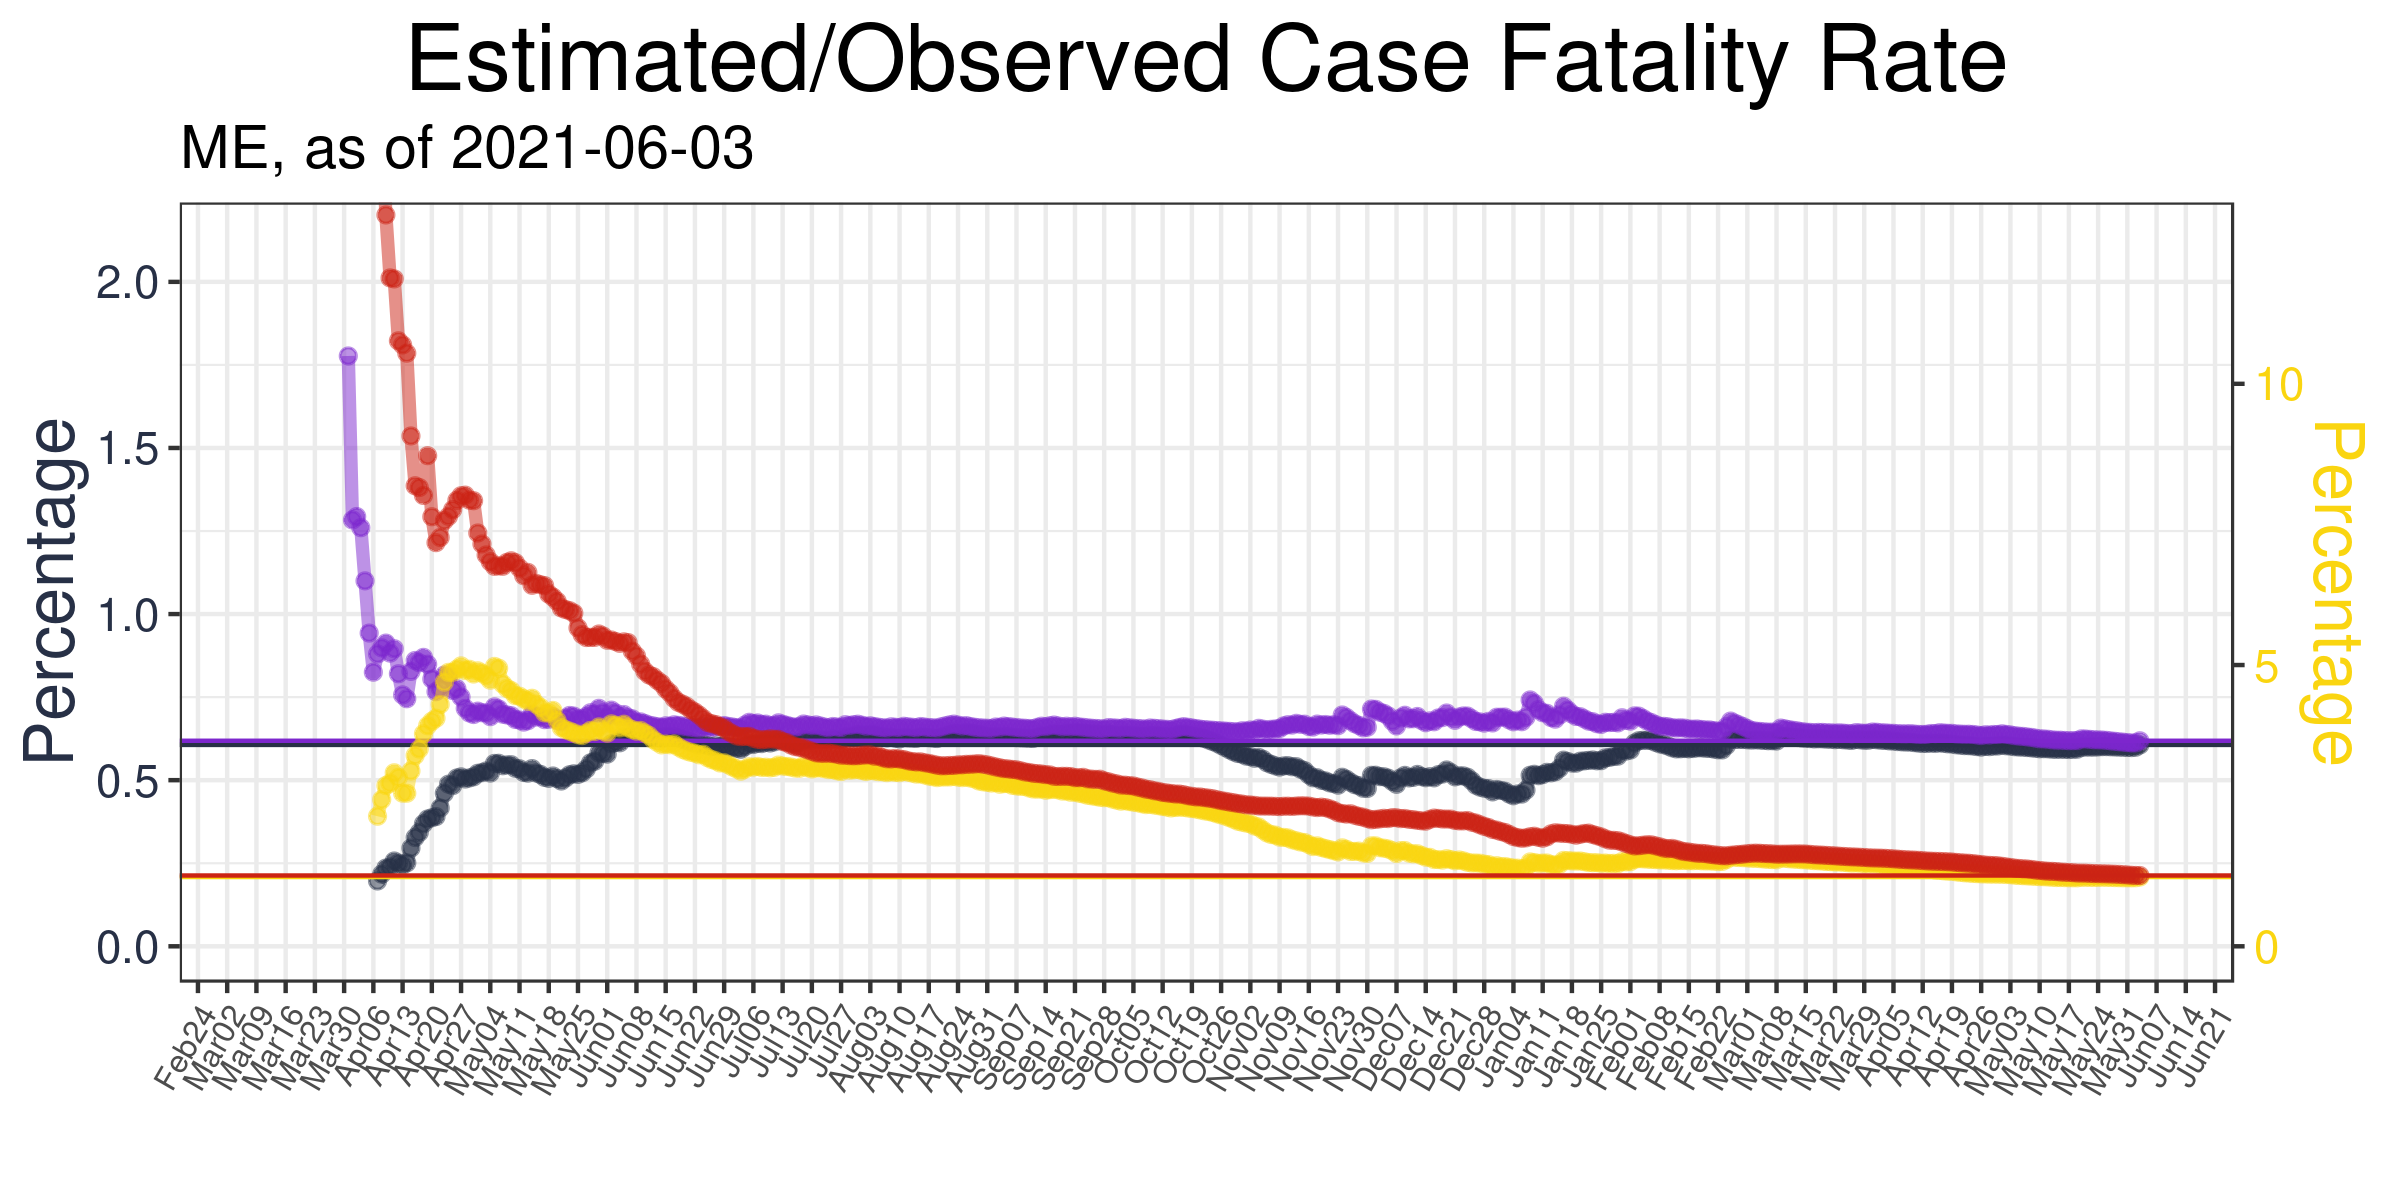 Estimated/Observed Case Fatality Rate
ME, as of 2021-06-03
Percentage
2.0
1.5
1.0
0.5
0.0
10
5
0
Percentage
Feb24
Mar02
Mar09
Mar16
Mar23
Mar30
Apr06
Apr13
Apr20
Apr27
May04
May11
May18
May25
Jun01
Jun08
Jun15
Jun22
Jun29
Jul06
Jul13
Jul20
Jul27
Aug03
Aug10
Aug17
Aug24
Aug31
Sep07
Sep14
Sep21
Sep28
Oct05
Oct12
Oct19
Oct26
Nov02
Nov09
Nov16
Nov23
Nov30
Dec07
Dec14
Dec21
Dec28
Jan04
Jan11
Jan18
Jan25
Feb01
Feb08
Feb15
Feb22
Mar01
Mar08
Mar15
Mar22
Mar29
Apr05
Apr12
Apr19
Apr26
May03
May10
May17
May24
May31
Jun07
Jun14
Jun21